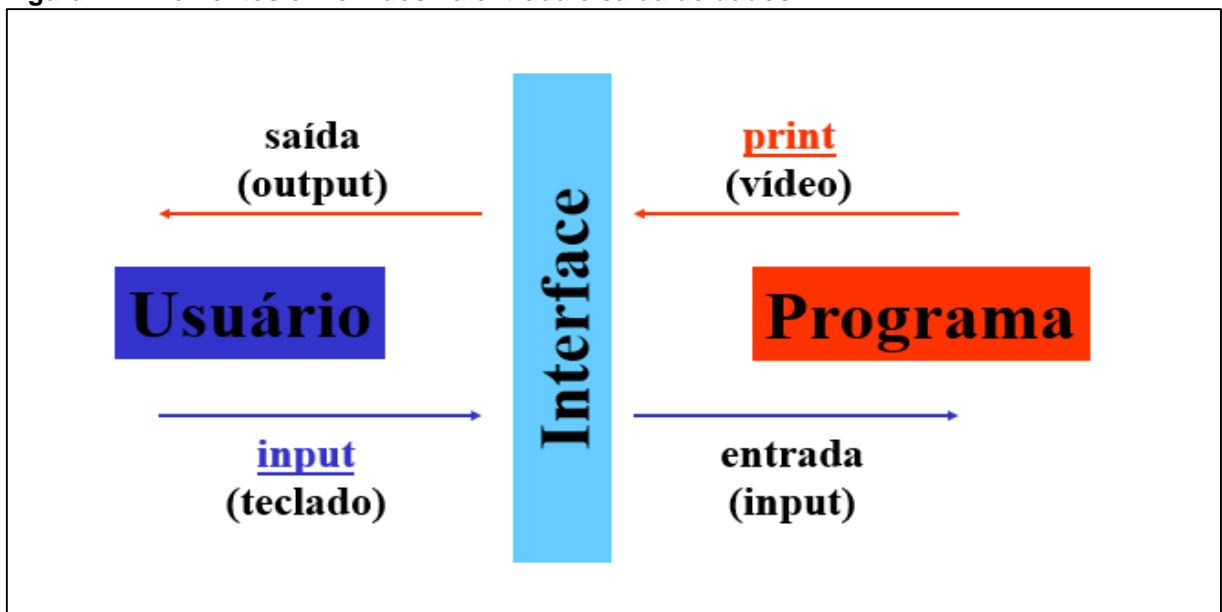 saída
(output)
print
(vídeo)
Usuário
Interface
Programa
input
(teclado)
entrada
(input)